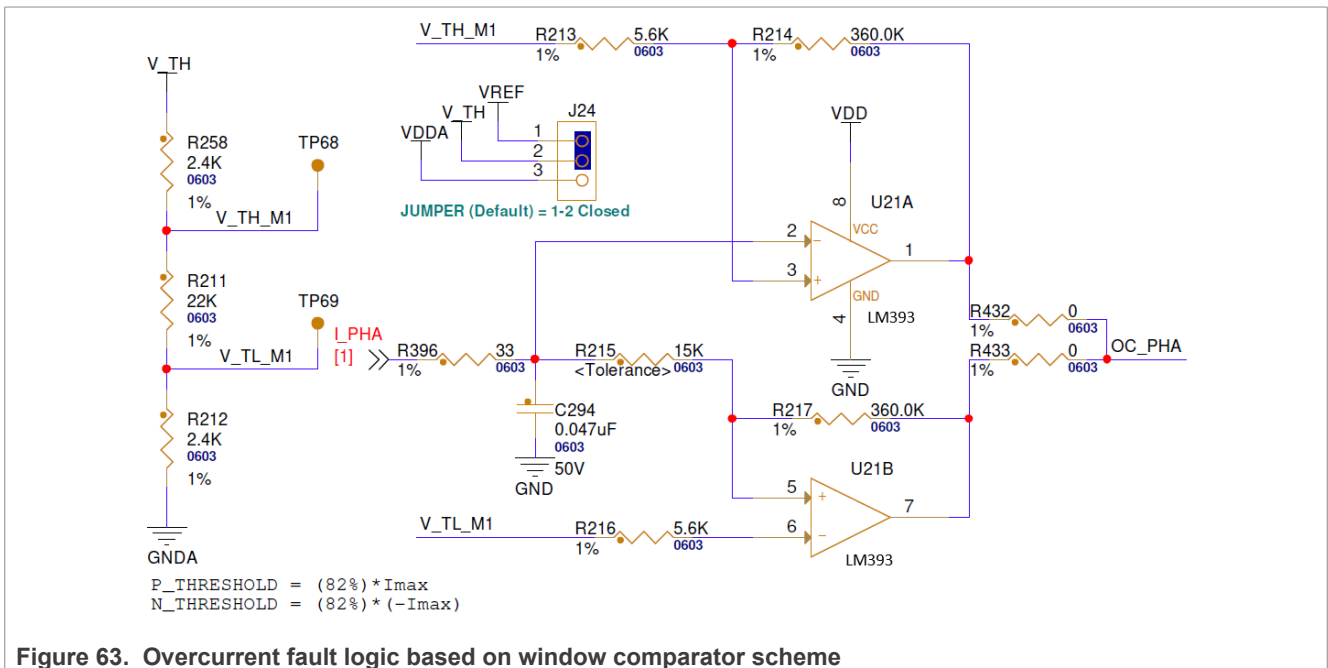 V_TH_M1
R213
5.6K
1%
0603
R214
360.0K
1%
0603
V_TH
R258
2.4K
0603
1%
TP68
V_TH_M1
VREF
V_TH
VDDA
J24
1
2
3
JUMPER (Default) = 1-2 Closed
VDD
8
U21A
VCC
2
−
1
3
+
GND
4
LM393
GND
R211
22K
0603
1%
TP69
V_TL_M1
I_PHA
[1]
R396
33
1%
0603
R215
15K
<Tolerance>
0603
R432
0
1%
0603
R433
0
1%
0603
OC_PHA
C294
0.047uF
0603
50V
GND
R217
360.0K
1%
0603
R212
2.4K
0603
1%
GNDA
U21B
5
+
7
6
−
LM393
V_TL_M1
R216
5.6K
1%
0603
P_THRESHOLD = (82%)*Imax
N_THRESHOLD = (82%)*(-Imax)
Figure 63. Overcurrent fault logic based on window comparator scheme